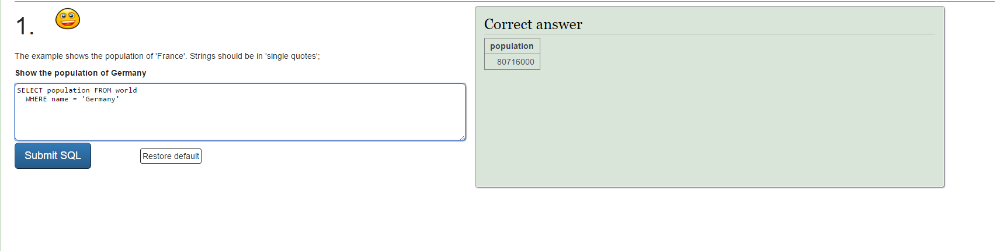 1.
The example shows the population of 'France'. Strings should be in 'single quotes';
Show the population of Germany
SELECT population FROM world
WHERE name = 'Germany'
Submit SQL
Restore default
Correct answer
population
80716000